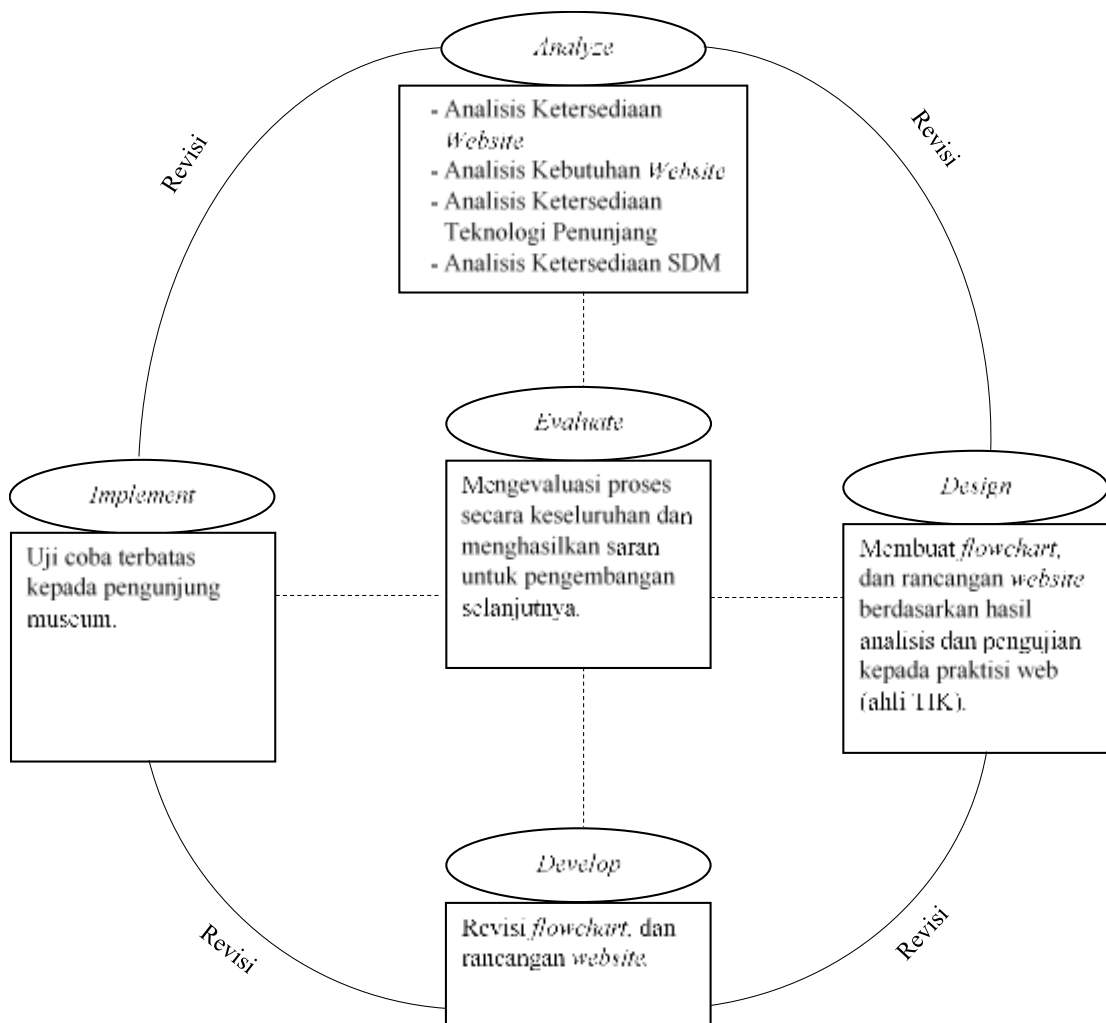 Analyze
- Analisis Ketersediaan
Website
- Analisis Kebutuhan Website
- Analisis Ketersediaan
Teknologi Penunjang
- Analisis Ketersediaan SDM
Revisi
Revisi
Evaluate
Mengevaluasi proses
secara keseluruhan dan
menghasilkan saran
untuk pengembangan
selanjutnya.
Implement
Uji coba terbatas
kepada pengunjung
museum.
Design
Membuat flowchart,
dan rancangan website
berdasarkan hasil
analisis dan pengujian
kepada praktisi web
(ahli TIK).
Develop
Revisi flowchart, dan
rancangan website.
Revisi
Revisi